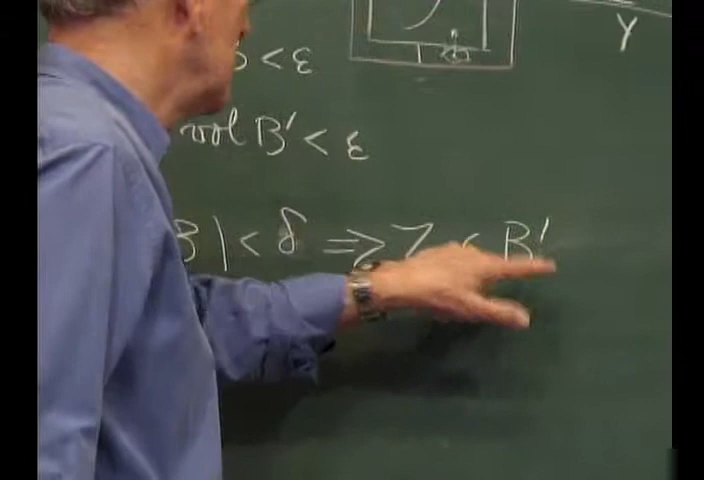 Y
< ε
vol B' < ε
B | < δ ⇒ Z < B'